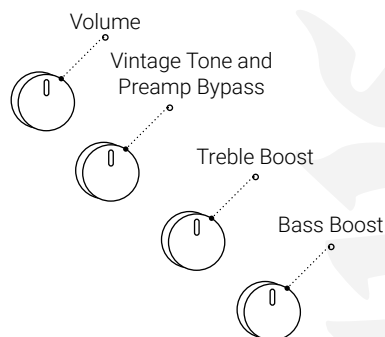 Volume
Vintage Tone and
Preamp Bypass
Treble Boost
Bass Boost